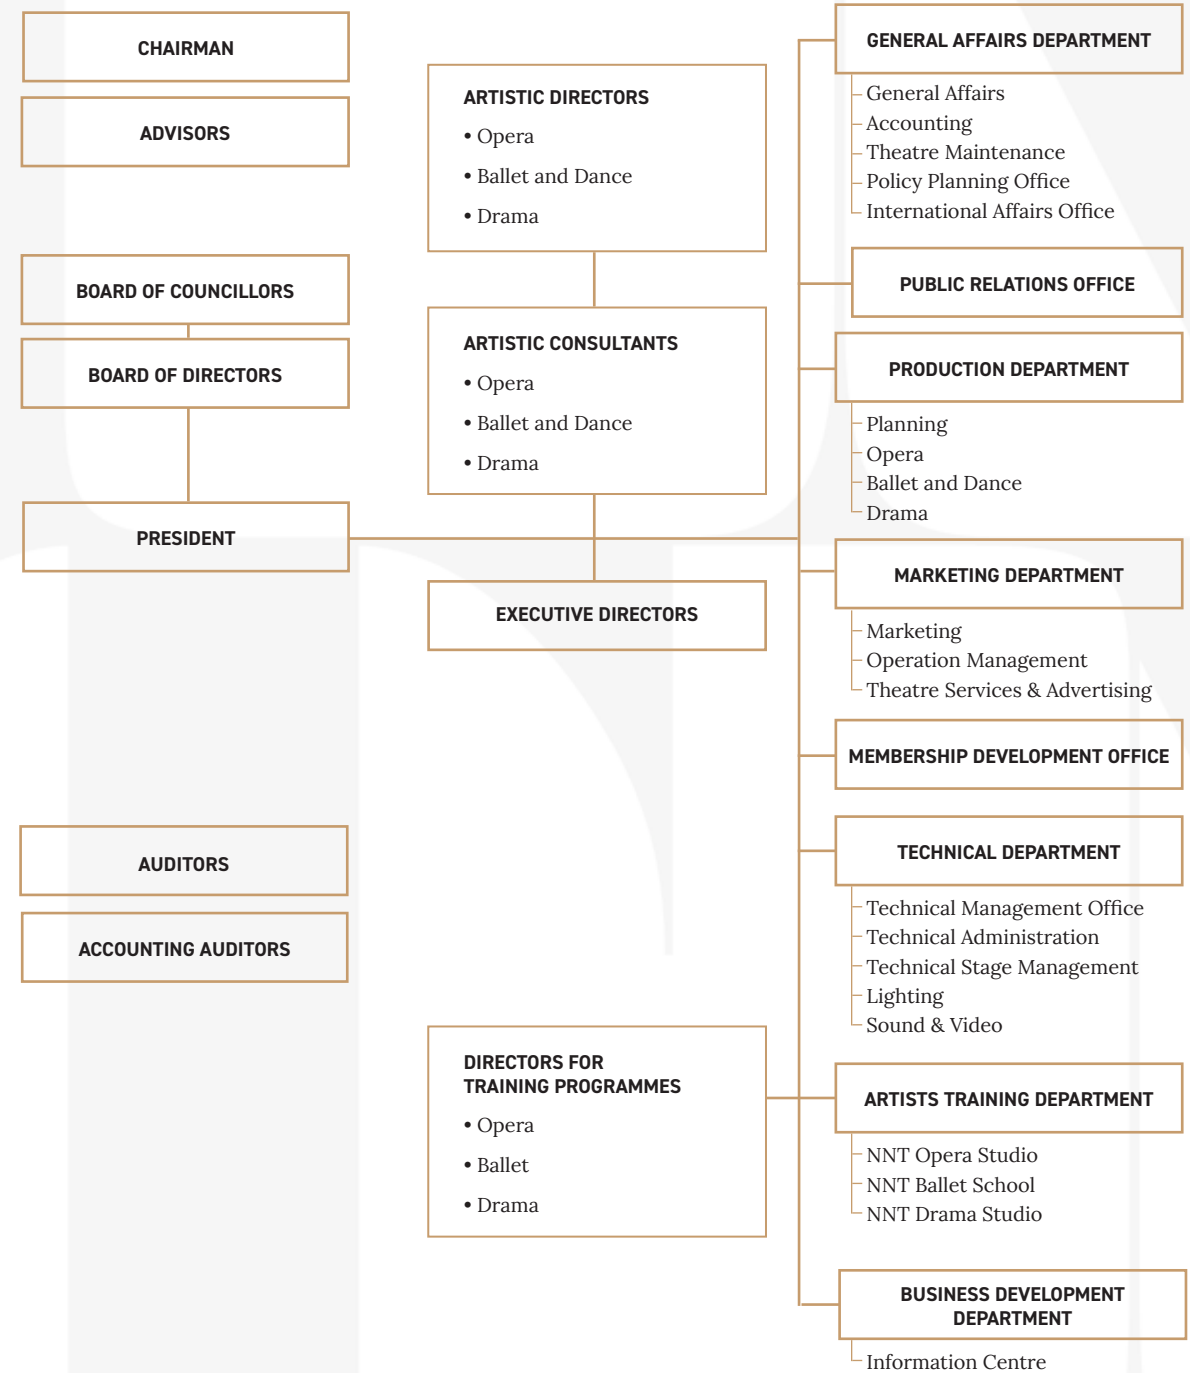 CHAIRMAN
ADVISORS
BOARD OF COUNCILLORS
BOARD OF DIRECTORS
PRESIDENT
AUDITORS
ACCOUNTING AUDITORS
ARTISTIC DIRECTORS
• Opera
• Ballet and Dance
• Drama
ARTISTIC CONSULTANTS
• Opera
• Ballet and Dance
• Drama
EXECUTIVE DIRECTORS
DIRECTORS FOR
TRAINING PROGRAMMES
• Opera
• Ballet
• Drama
GENERAL AFFAIRS DEPARTMENT
General Affairs
Accounting
Theatre Maintenance
Policy Planning Office
International Affairs Office
PUBLIC RELATIONS OFFICE
PRODUCTION DEPARTMENT
Planning
Opera
Ballet and Dance
Drama
MARKETING DEPARTMENT
Marketing
Operation Management
Theatre Services & Advertising
MEMBERSHIP DEVELOPMENT OFFICE
TECHNICAL DEPARTMENT
Technical Management Office
Technical Administration
Technical Stage Management
Lighting
Sound & Video
ARTISTS TRAINING DEPARTMENT
NNT Opera Studio
NNT Ballet School
NNT Drama Studio
BUSINESS DEVELOPMENT
DEPARTMENT
Information Centre